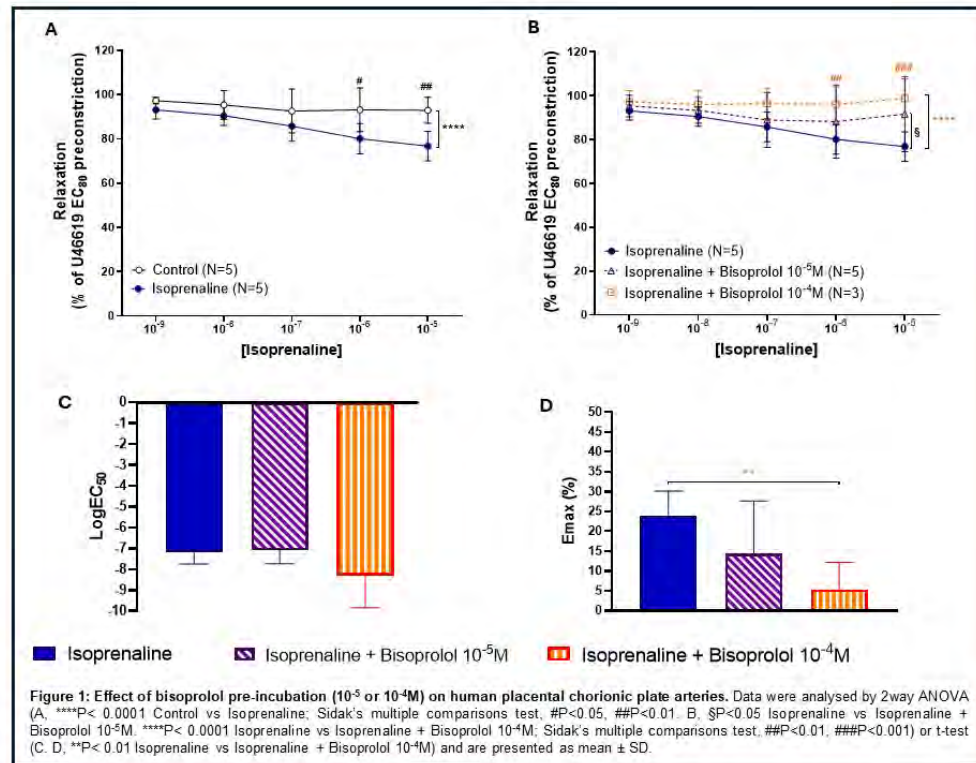 A
B
Relaxation
(% of U46619 EC80 preconstriction)
120
100
80
60
40
20
0
#
##
****
Control (N=5)
Isoprenaline (N=5)
10-9
10-8
10-7
10-6
10-5
[Isoprenaline]
Relaxation
(% of U46619 EC80 preconstriction)
120
100
80
60
40
20
0
##
###
§
****
Isoprenaline (N=5)
Isoprenaline + Bisoprolol 10-5M (N=5)
Isoprenaline + Bisoprolol 10-4M (N=3)
10-9
10-8
10-7
10-6
10-5
[Isoprenaline]
C
LogEC50
0
-1
-2
-3
-4
-5
-6
-7
-8
-9
-10
D
Emax (%)
50
45
40
35
30
25
20
15
10
5
0
**
Isoprenaline
Isoprenaline + Bisoprolol 10-5M
Isoprenaline + Bisoprolol 10-4M
Figure 1: Effect of bisoprolol pre-incubation (10-5 or 10-4M) on human placental chorionic plate arteries. Data were analysed by 2way ANOVA
(A, ****P< 0.0001 Control vs Isoprenaline; Sidak's multiple comparisons test, #P<0.05, ##P<0.01. B, §P<0.05 Isoprenaline vs Isoprenaline +
Bisoprolol 10-5M. ****P< 0.0001 Isoprenaline vs Isoprenaline + Bisoprolol 10-4M; Sidak's multiple comparisons test, ##P<0.01, ###P<0.001) or t-test
(C. D, **P< 0.01 Isoprenaline vs Isoprenaline + Bisoprolol 10-4M) and are presented as mean ± SD.